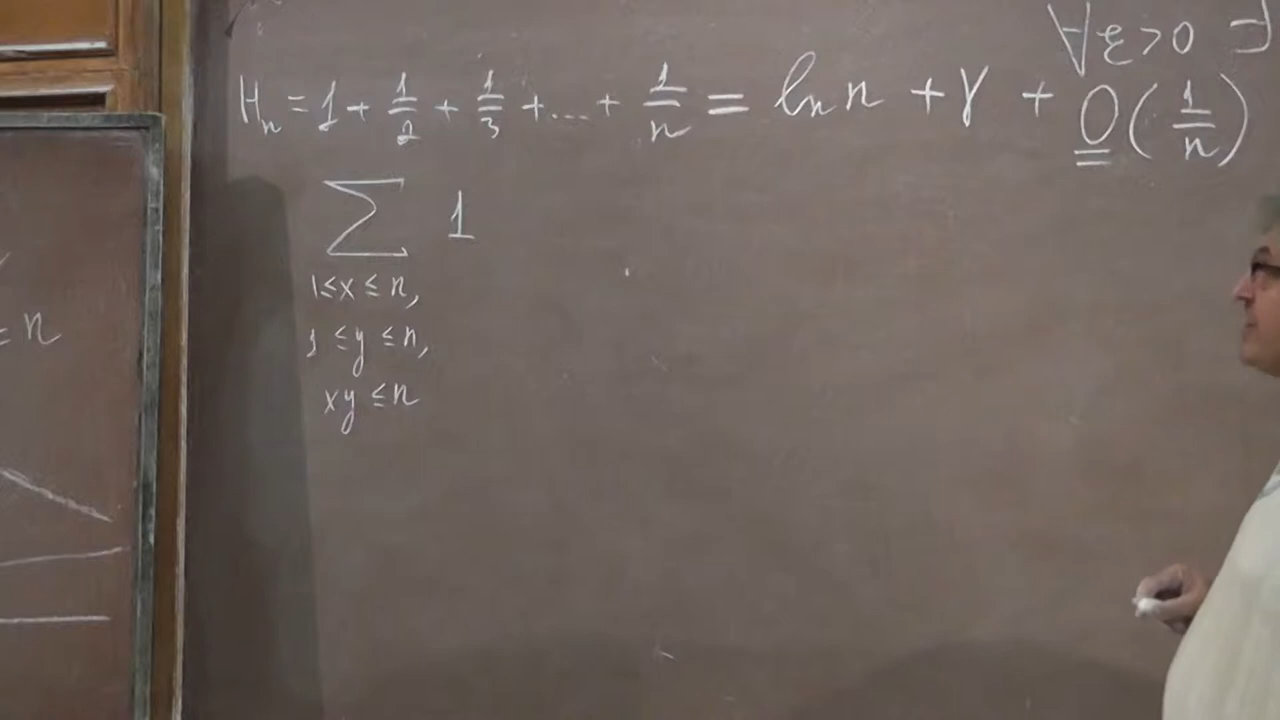 ∀ε>0 ∃
H_n = 1 + 1/2 + 1/3 + ... + 1/n = ln n + γ + O(1/n)
∑ 1
1≤x≤n,
1≤y≤n,
xy≤n
= n